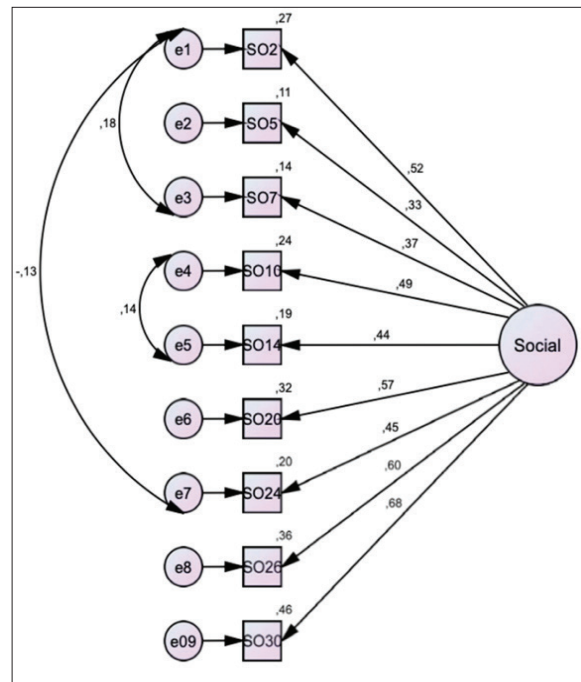 ,27
e1 SO2
,52
,11
e2 SO5
,18
,33
,14
e3 SO7
,37
,24
e4 SO10
-,13
,49
,14
,19
e5 SO14
,44
Social
,32
e6 SO20
,57
,45
,20
e7 SO24
,60
,68
,36
e8 SO26
,46
e09 SO30